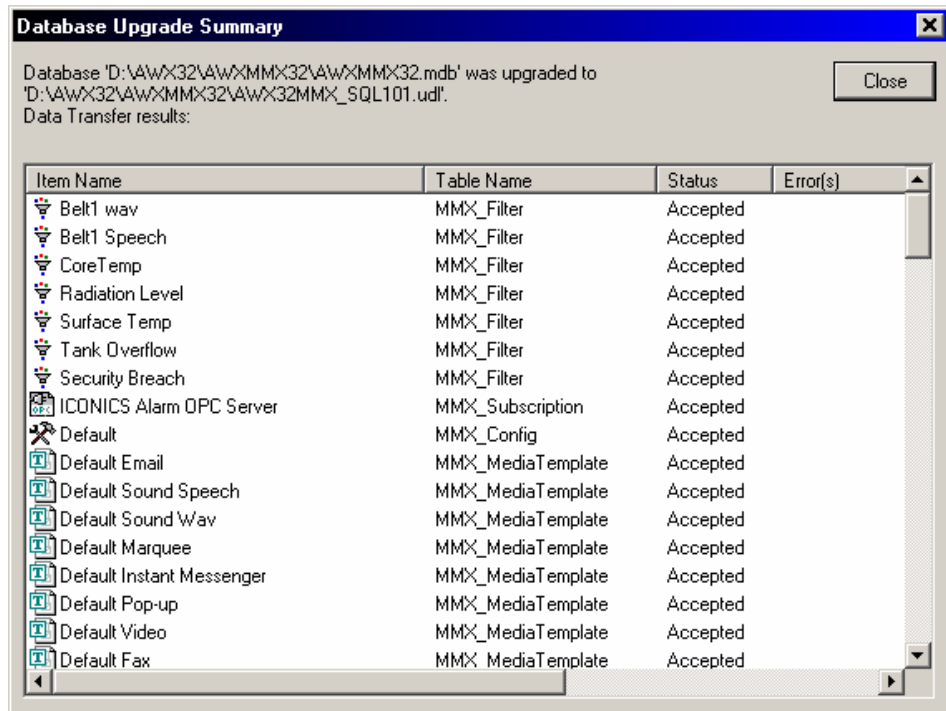 Database Upgrade Summary
Database 'D:\AWX32\AWXMMX32\AWXMMX32.mdb' was upgraded to
'D:\AWX32\AWXMMX32\AWX32MMX_SQL101.udl'.
Data Transfer results:
Close
Item Name Table Name Status Error(s)
Belt1 wav MMX_Filter Accepted
Belt1 Speech MMX_Filter Accepted
CoreTemp MMX_Filter Accepted
Radiation Level MMX_Filter Accepted
Surface Temp MMX_Filter Accepted
Tank Overflow MMX_Filter Accepted
Security Breach MMX_Filter Accepted
ICONICS Alarm OPC Server MMX_Subscription Accepted
Default MMX_Config Accepted
Default Email MMX_MediaTemplate Accepted
Default Sound Speech MMX_MediaTemplate Accepted
Default Sound Wav MMX_MediaTemplate Accepted
Default Marquee MMX_MediaTemplate Accepted
Default Instant Messenger MMX_MediaTemplate Accepted
Default Pop-up MMX_MediaTemplate Accepted
Default Video MMX_MediaTemplate Accepted
Default Fax MMX_MediaTemplate Accepted